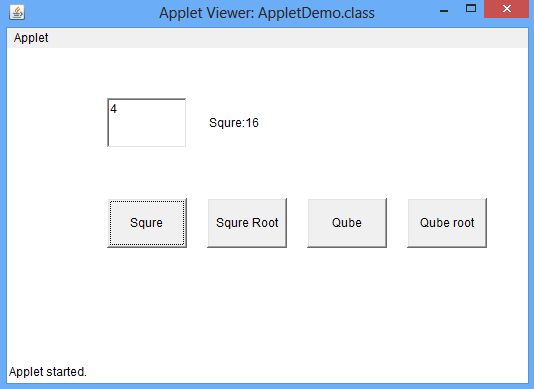 Applet Viewer: AppletDemo.class
Applet
4
Squre:16
Squre
Squre Root
Qube
Qube root
Applet started.